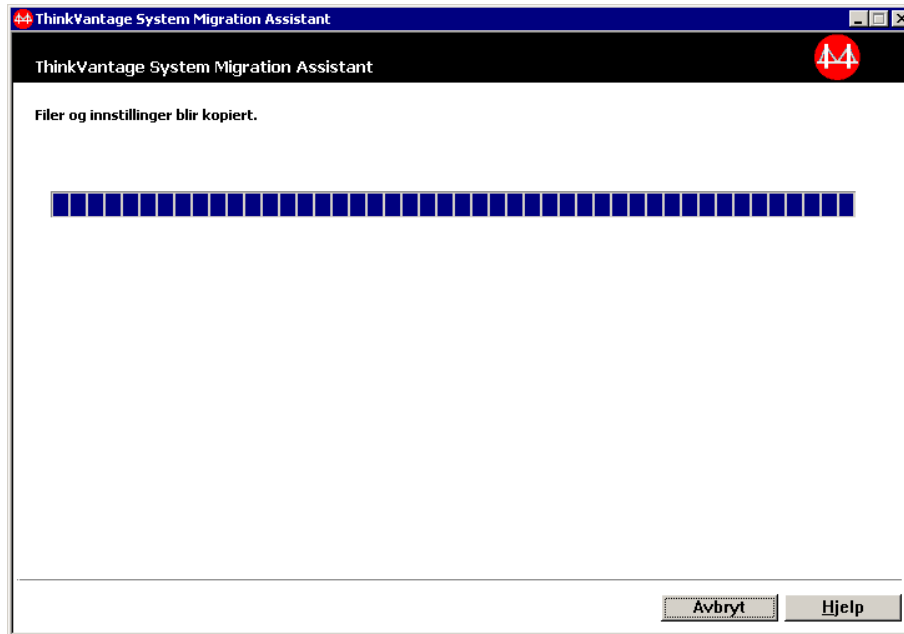 ThinkVantage System Migration Assistant
ThinkVantage System Migration Assistant
Filer og innstillinger blir kopiert.
Avbryt Hjelp